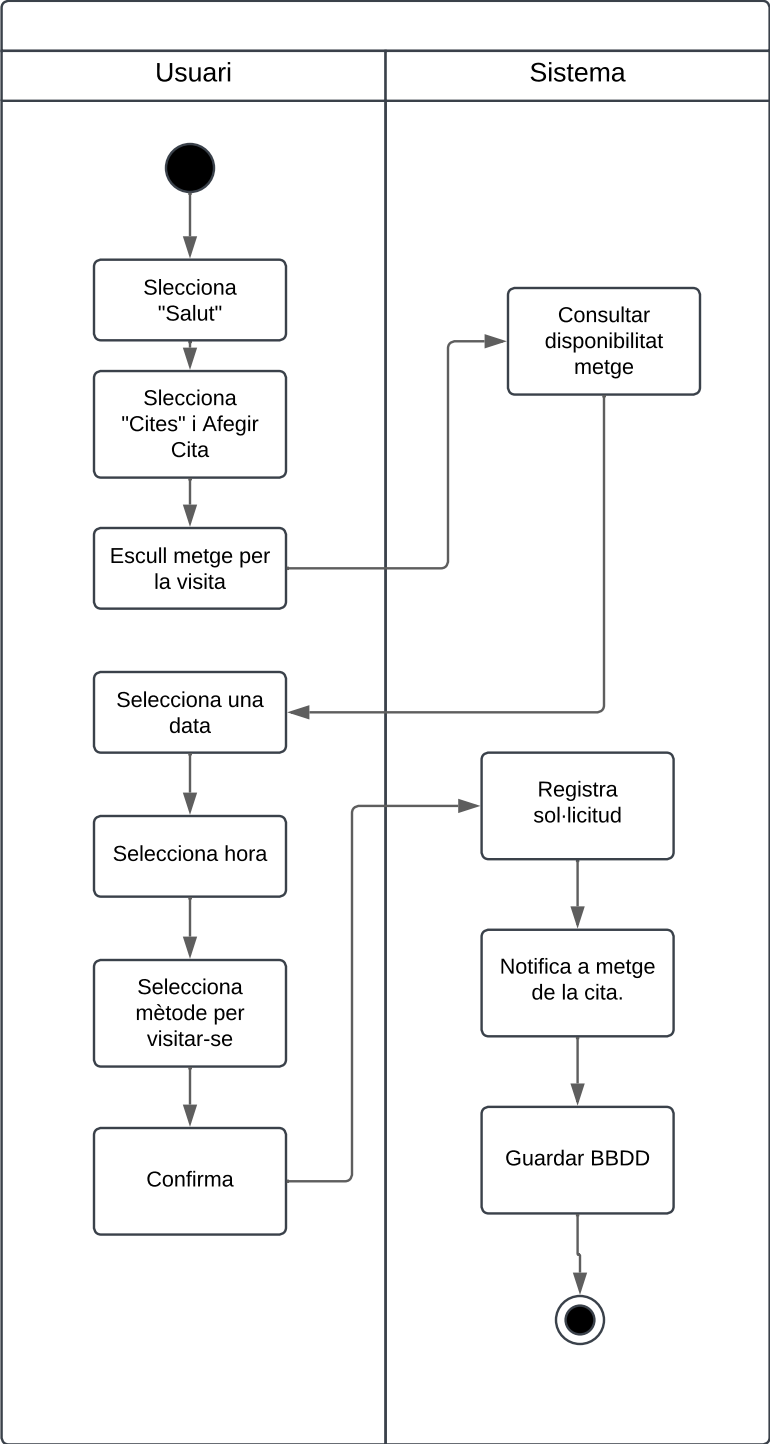 Usuari
Sistema
Slecciona
"Salut"
Slecciona
"Cites" i Afegir
Cita
Escull metge per
la visita
Consultar
disponibilitat
metge
Selecciona una
data
Selecciona hora
Selecciona
mètode per
visitar-se
Confirma
Registra
sol·licitud
Notifica a metge
de la cita.
Guardar BBDD